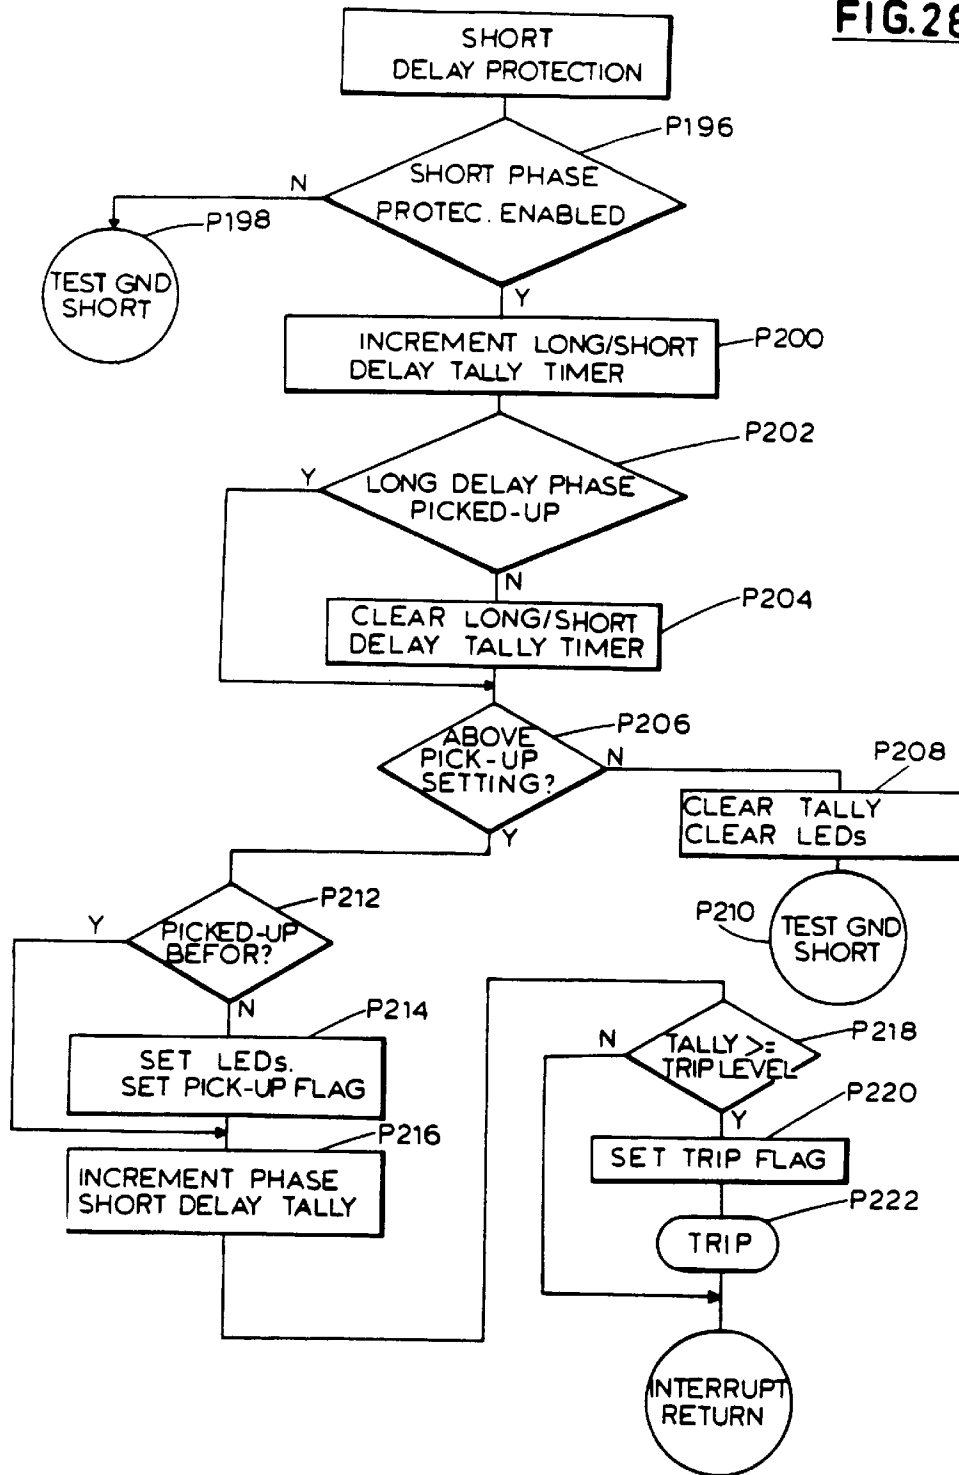 FIG.28
SHORT
DELAY PROTECTION
P196
SHORT PHASE
PROTEC. ENABLED
N
Y
P198
TEST GND
SHORT
P200
INCREMENT LONG/SHORT
DELAY TALLY TIMER
P202
LONG DELAY PHASE
PICKED-UP
Y
N
P204
CLEAR LONG/SHORT
DELAY TALLY TIMER
P206
ABOVE
PICK-UP
SETTING?
N
Y
P208
CLEAR TALLY
CLEAR LEDs
P210
TEST GND
SHORT
P212
PICKED-UP
BEFOR?
Y
N
P214
SET LEDs.
SET PICK-UP FLAG
P216
INCREMENT PHASE
SHORT DELAY TALLY
P218
TALLY >=
TRIP LEVEL
N
Y
P220
SET TRIP FLAG
P222
TRIP
INTERRUPT
RETURN